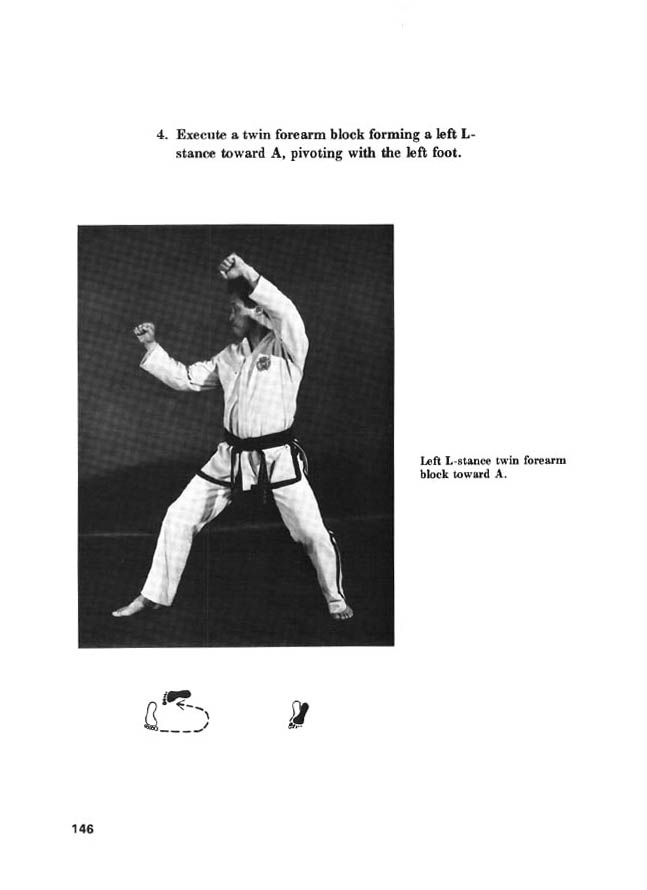 4. Execute a twin forearm block forming a left L-
stance toward A, pivoting with the left foot.
Left L-stance twin forearm
block toward A.
146